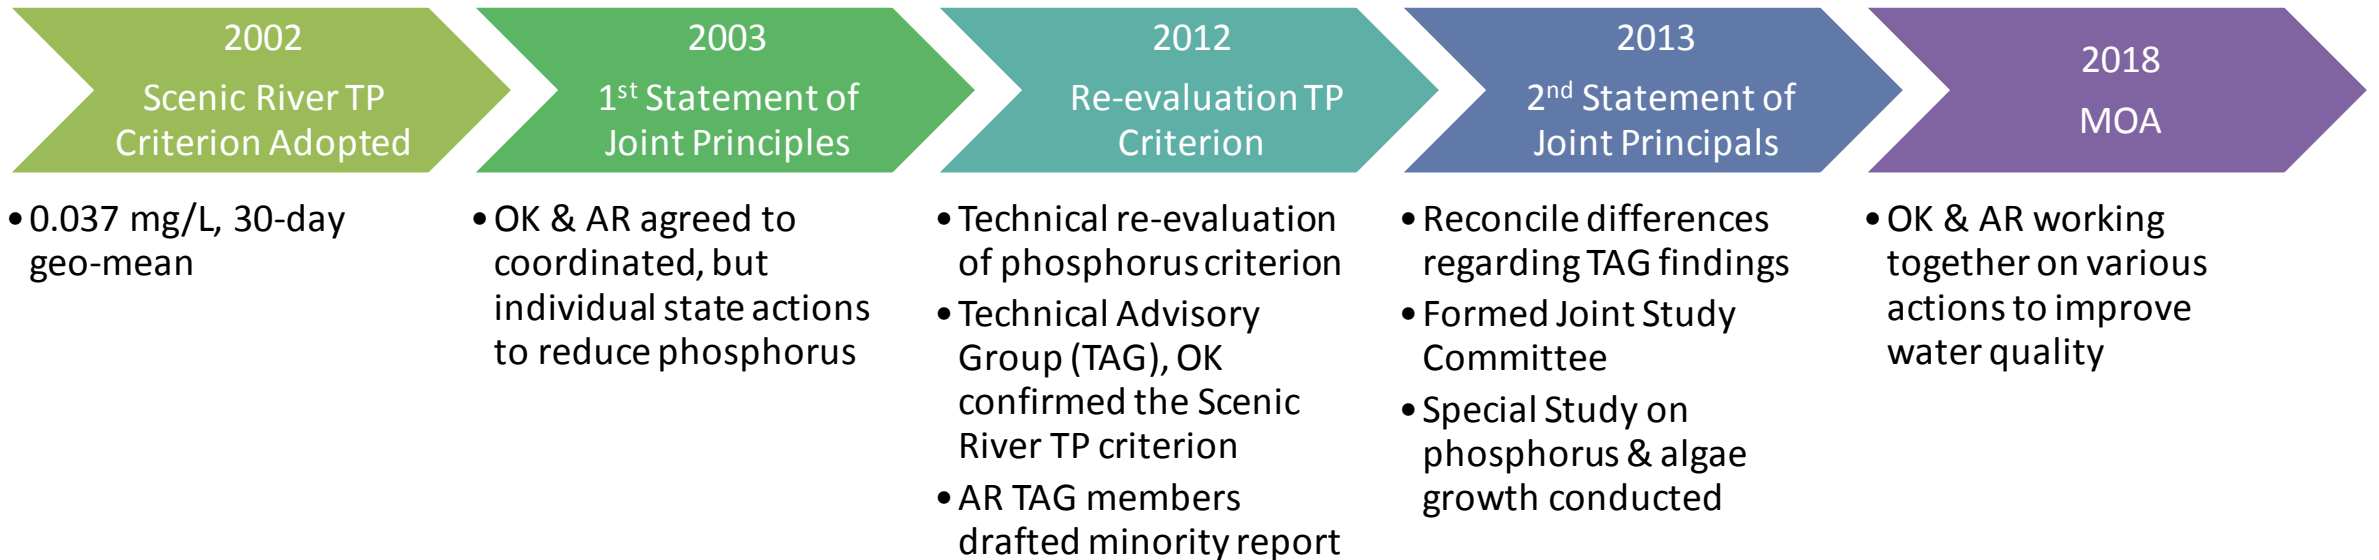 2002
Scenic River TP
Criterion Adopted
• 0.037 mg/L, 30-day
geo-mean
2003
1st Statement of
Joint Principles
• OK & AR agreed to
coordinated, but
individual state actions
to reduce phosphorus
2012
Re-evaluation TP
Criterion
• Technical re-evaluation
of phosphorus criterion
• Technical Advisory
Group (TAG), OK
confirmed the Scenic
River TP criterion
• AR TAG members
drafted minority report
2013
2nd Statement of
Joint Principals
• Reconcile differences
regarding TAG findings
• Formed Joint Study
Committee
• Special Study on
phosphorus & algae
growth conducted
2018
MOA
• OK & AR working
together on various
actions to improve
water quality